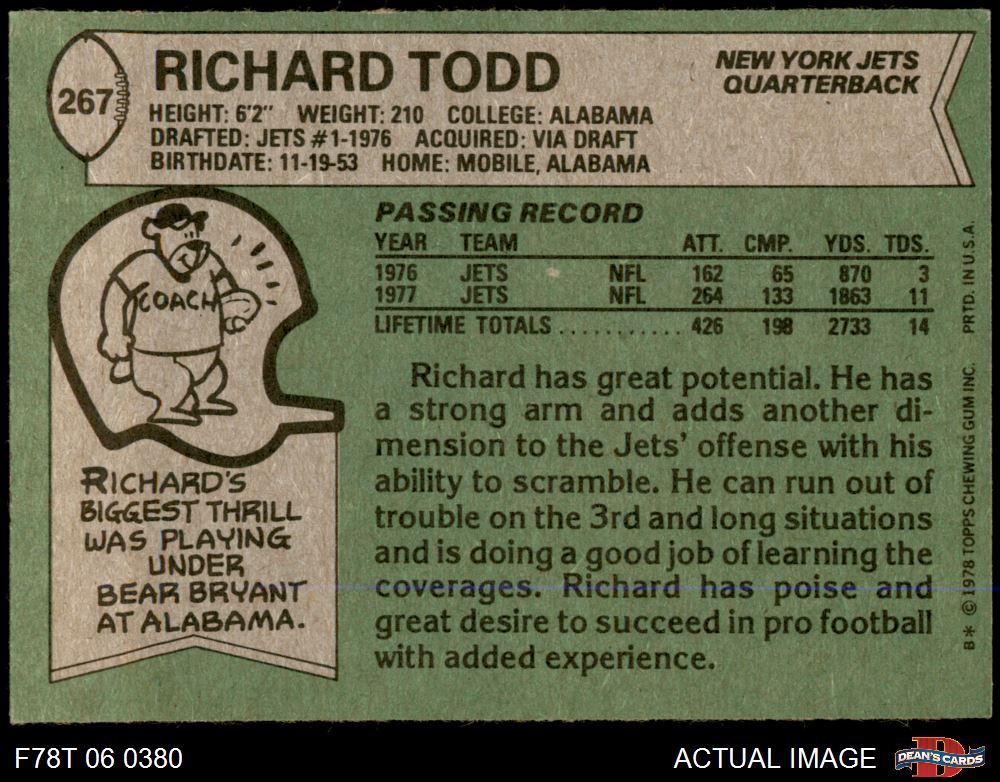 267
RICHARD TODD
NEW YORK JETS
QUARTERBACK
HEIGHT: 6'2" WEIGHT: 210 COLLEGE: ALABAMA
DRAFTED: JETS #1-1976 ACQUIRED: VIA DRAFT
BIRTHDATE: 11-19-53 HOME: MOBILE, ALABAMA
COACH
RICHARD'S
BIGGEST THRILL
WAS PLAYING
UNDER
BEAR BRYANT
AT ALABAMA.
PASSING RECORD
YEAR TEAM ATT. CMP. YDS. TDS.
1976 JETS NFL 162 65 870 3
1977 JETS NFL 264 133 1863 11
LIFETIME TOTALS........... 426 198 2733 14
Richard has great potential. He has
a strong arm and adds another di-
mension to the Jets' offense with his
ability to scramble. He can run out of
trouble on the 3rd and long situations
and is doing a good job of learning the
coverages. Richard has poise and
great desire to succeed in pro football
with added experience.
B* © 1978 TOPPS CHEWING GUM INC. PRTD. IN U.S.A.
F78T 06 0380
ACTUAL IMAGE
D
DEAN'S CARDS